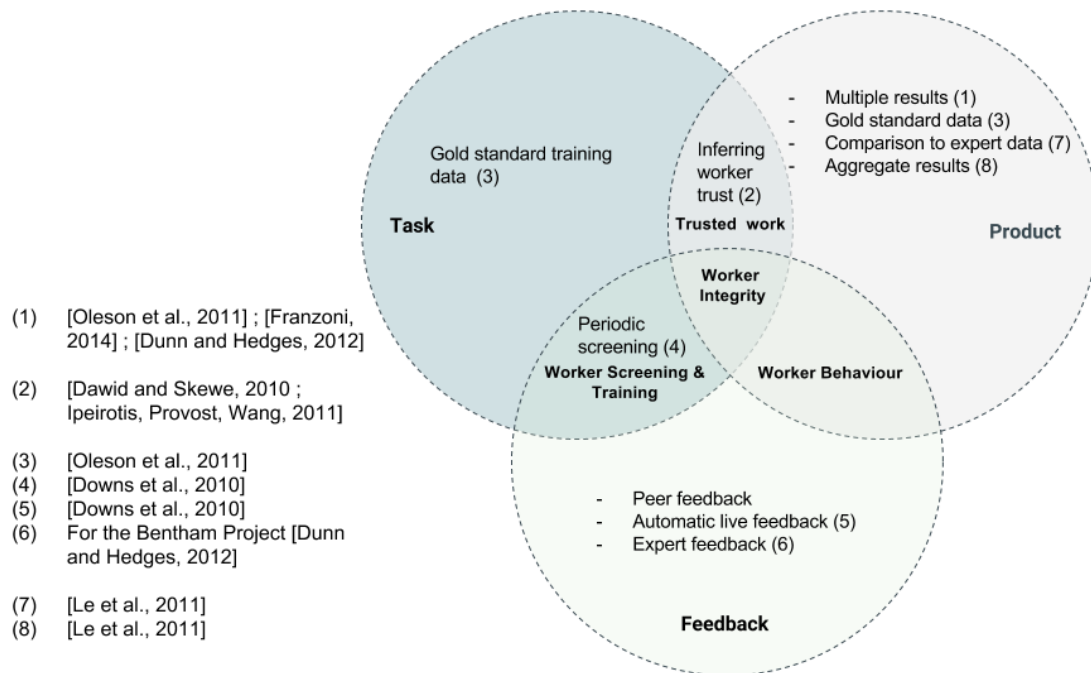 - Multiple results (1)
- Gold standard data (3)
- Comparison to expert data (7)
- Aggregate results (8)
Gold standard training
data (3)
Inferring
worker
trust (2)
Task
Trusted work
Product
Worker
Integrity
Periodic
screening (4)
Worker Screening &
Training
Worker Behaviour
- Peer feedback
- Automatic live feedback (5)
- Expert feedback (6)
Feedback
(1) [Oleson et al., 2011] ; [Franzoni,
2014] ; [Dunn and Hedges, 2012]
(2) [Dawid and Skewe, 2010 ;
Ipeirotis, Provost, Wang, 2011]
(3) [Oleson et al., 2011]
(4) [Downs et al., 2010]
(5) [Downs et al., 2010]
(6) For the Bentham Project [Dunn
and Hedges, 2012]
(7) [Le et al., 2011]
(8) [Le et al., 2011]